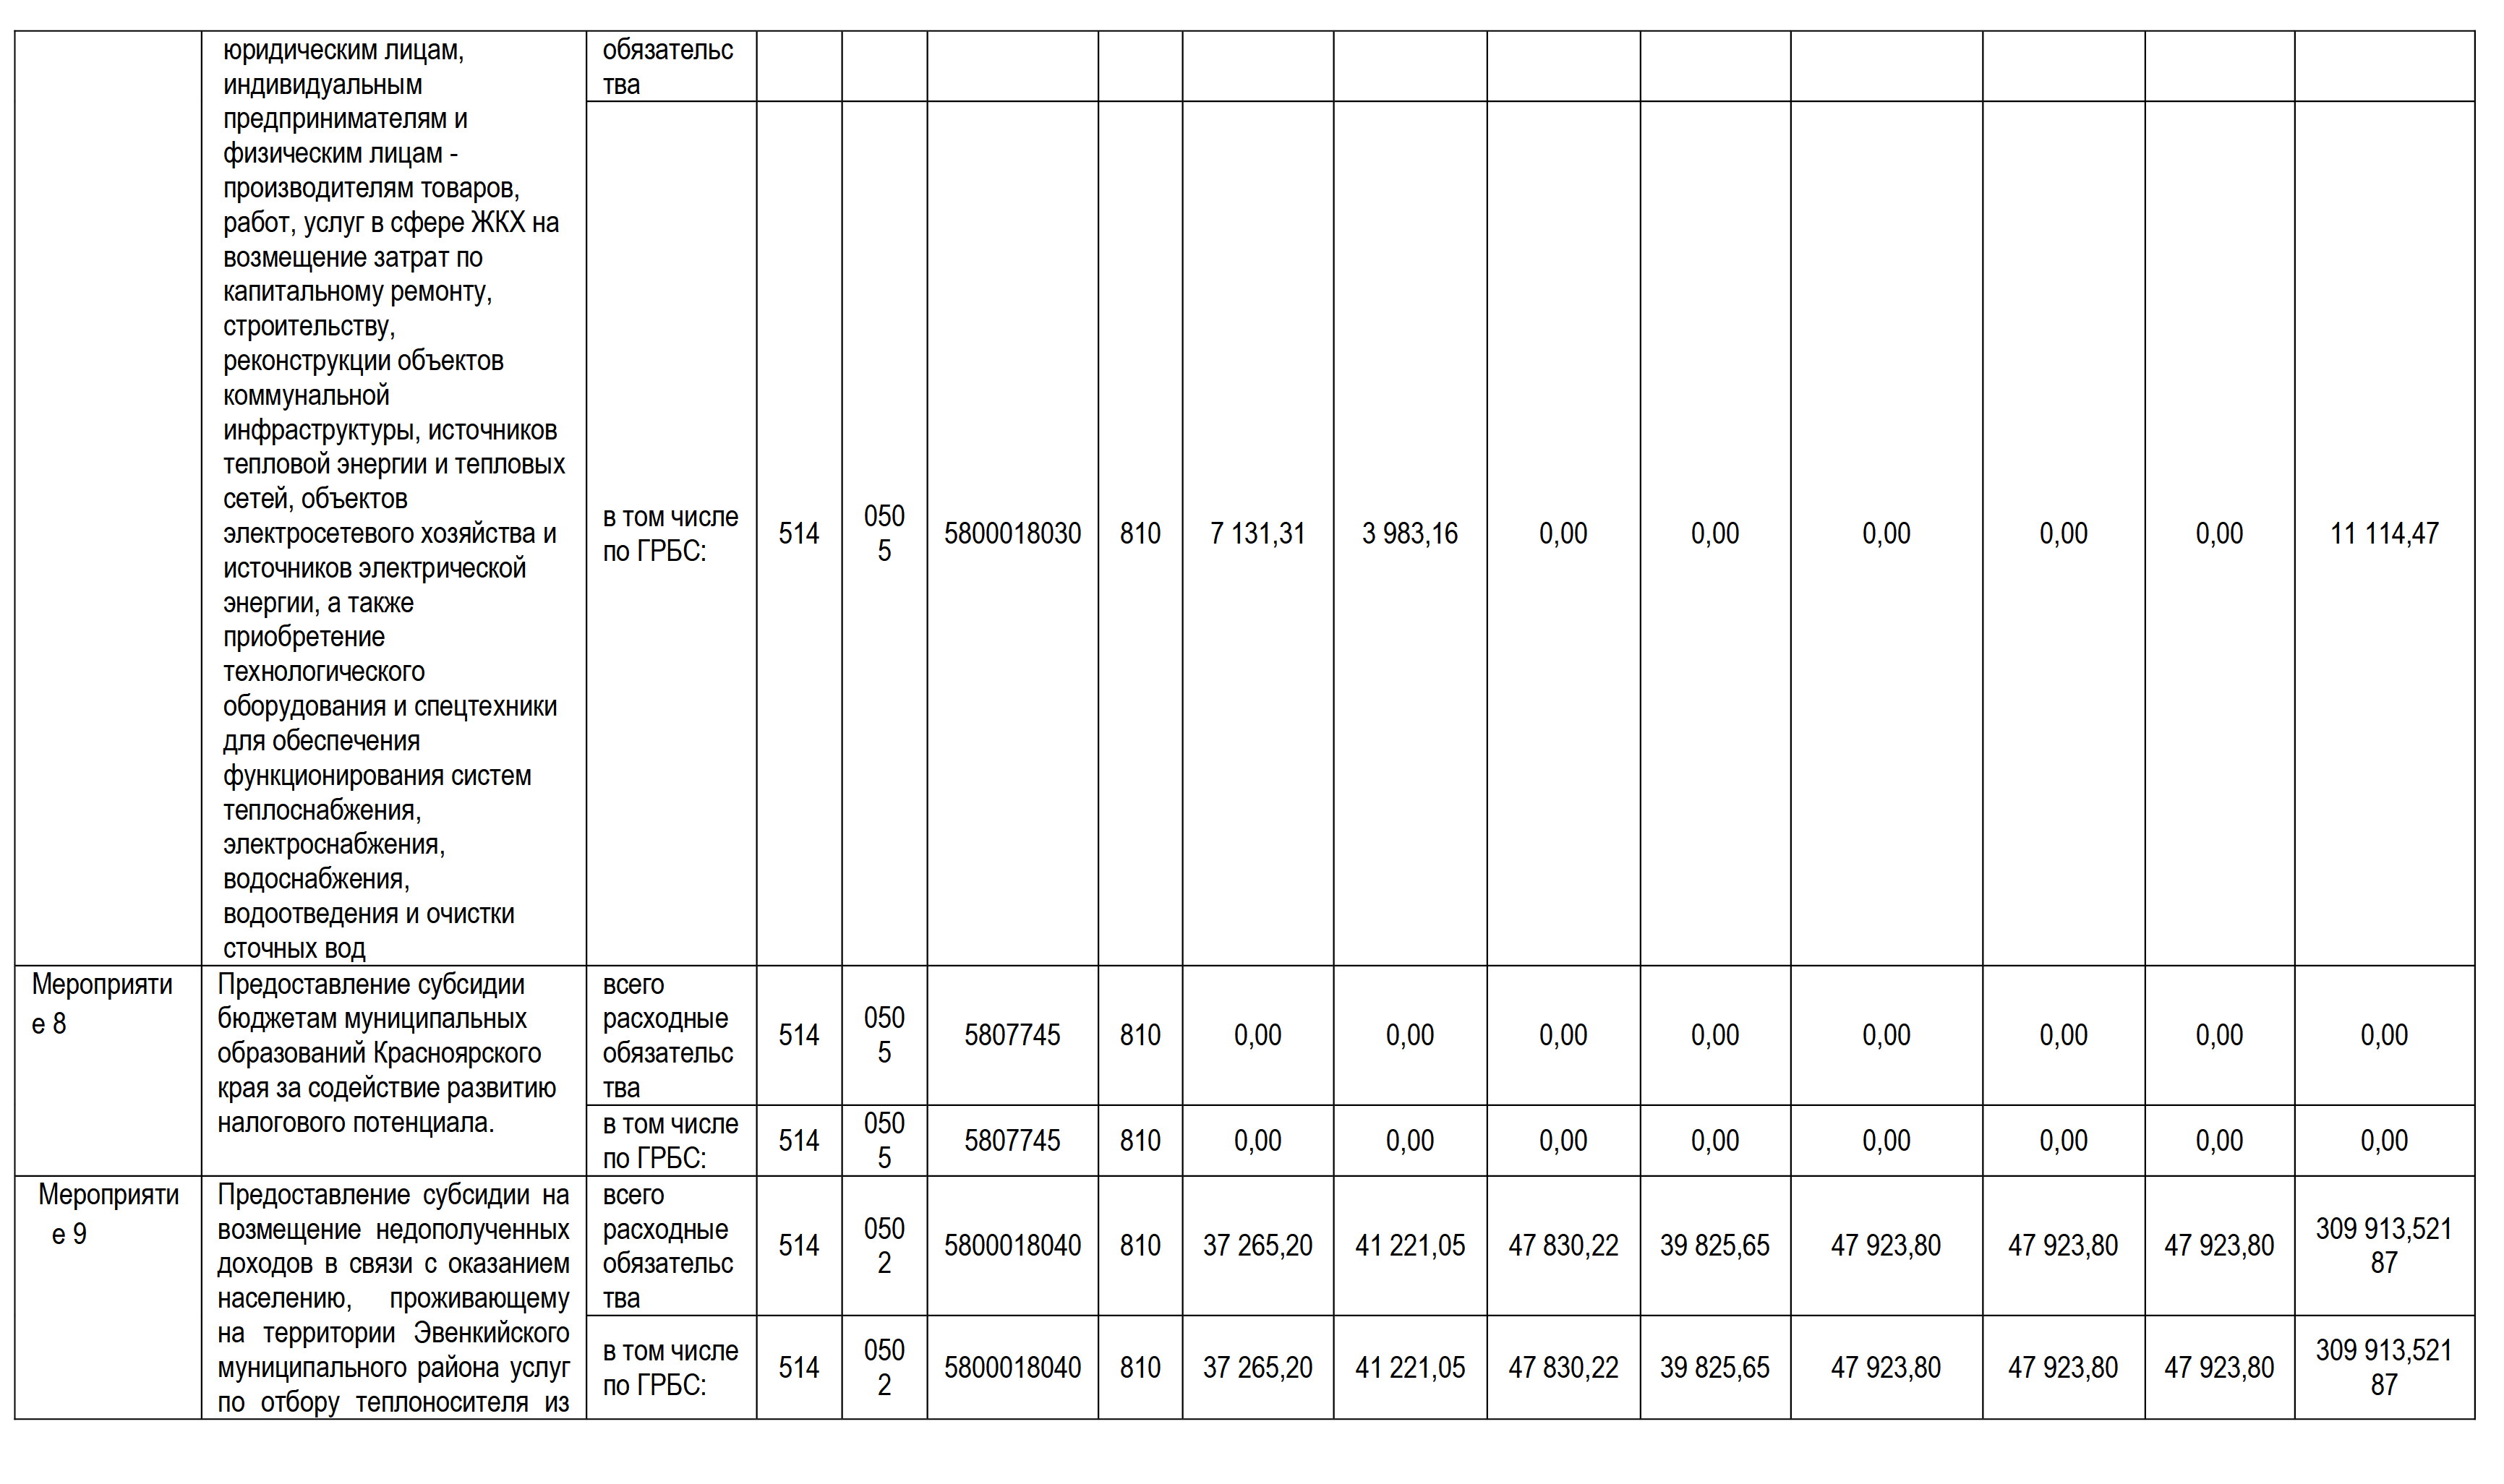 юридическим лицам,
индивидуальным
предпринимателям и
физическим лицам -
производителям товаров,
работ, услуг в сфере ЖКХ на
возмещение затрат по
капитальному ремонту,
строительству,
реконструкции объектов
коммунальной
инфраструктуры, источников
тепловой энергии и тепловых
сетей, объектов
электросетевого хозяйства и
источников электрической
энергии, а также
приобретение
технологического
оборудования и спецтехники
для обеспечения
функционирования систем
теплоснабжения,
электроснабжения,
водоснабжения,
водоотведения и очистки
сточных вод
обязательс
тва
в том числе
по ГРБС:
514
050
5
5800018030
810
7 131,31
3 983,16
0,00
0,00
0,00
0,00
0,00
11 114,47
Мероприяти
е 8
Предоставление субсидии
бюджетам муниципальных
образований Красноярского
края за содействие развитию
налогового потенциала.
всего
расходные
обязательс
тва
514
050
5
5807745
810
0,00
0,00
0,00
0,00
0,00
0,00
0,00
0,00
в том числе
по ГРБС:
514
050
5
5807745
810
0,00
0,00
0,00
0,00
0,00
0,00
0,00
0,00
Мероприяти
е 9
Предоставление субсидии на
возмещение недополученных
доходов в связи с оказанием
населению, проживающему
на территории Эвенкийского
муниципального района услуг
по отбору теплоносителя из
всего
расходные
обязательс
тва
514
050
2
5800018040
810
37 265,20
41 221,05
47 830,22
39 825,65
47 923,80
47 923,80
47 923,80
309 913,521
87
в том числе
по ГРБС:
514
050
2
5800018040
810
37 265,20
41 221,05
47 830,22
39 825,65
47 923,80
47 923,80
47 923,80
309 913,521
87